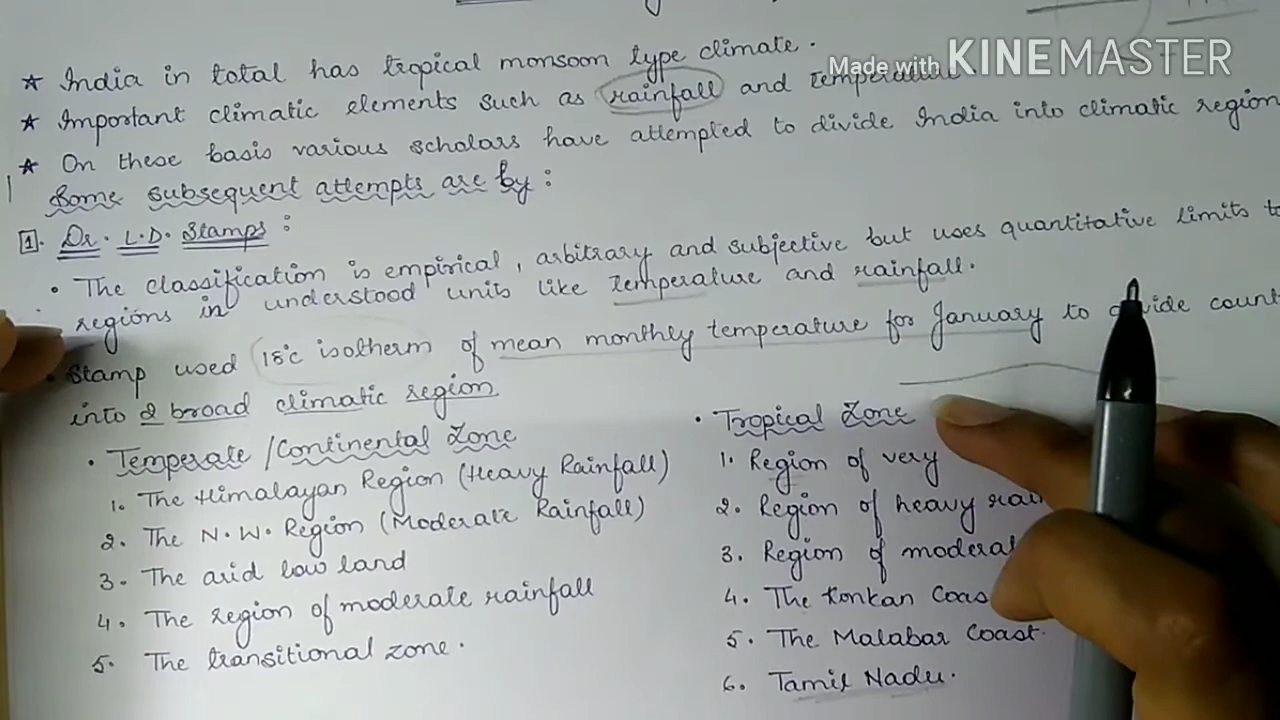 Made with KINEMASTER
★ India in total has tropical monsoon type climate.
★ Important climatic elements such as rainfall and temperature.
★ On these basis various scholars have attempted to divide India into climatic region
Some subsequent attempts are by :
1. Dr. L.D. Stamps :
• The classification is empirical, arbitrary and subjective but uses quantitative limits to
regions in understood units like temperature and rainfall.
• Stamp used 18°c isotherm of mean monthly temperature for January to divide count
into 2 broad climatic region
• Temperate / Continental Zone
1. The Himalayan Region (Heavy Rainfall)
2. The N.W. Region (Moderate Rainfall)
3. The arid low land
4. The region of moderate rainfall
5. The transitional zone.
• Tropical Zone
1. Region of very
2. Region of heavy rai
3. Region of modera
4. The Konkan Coas
5. The Malabar Coast.
6. Tamil Nadu.